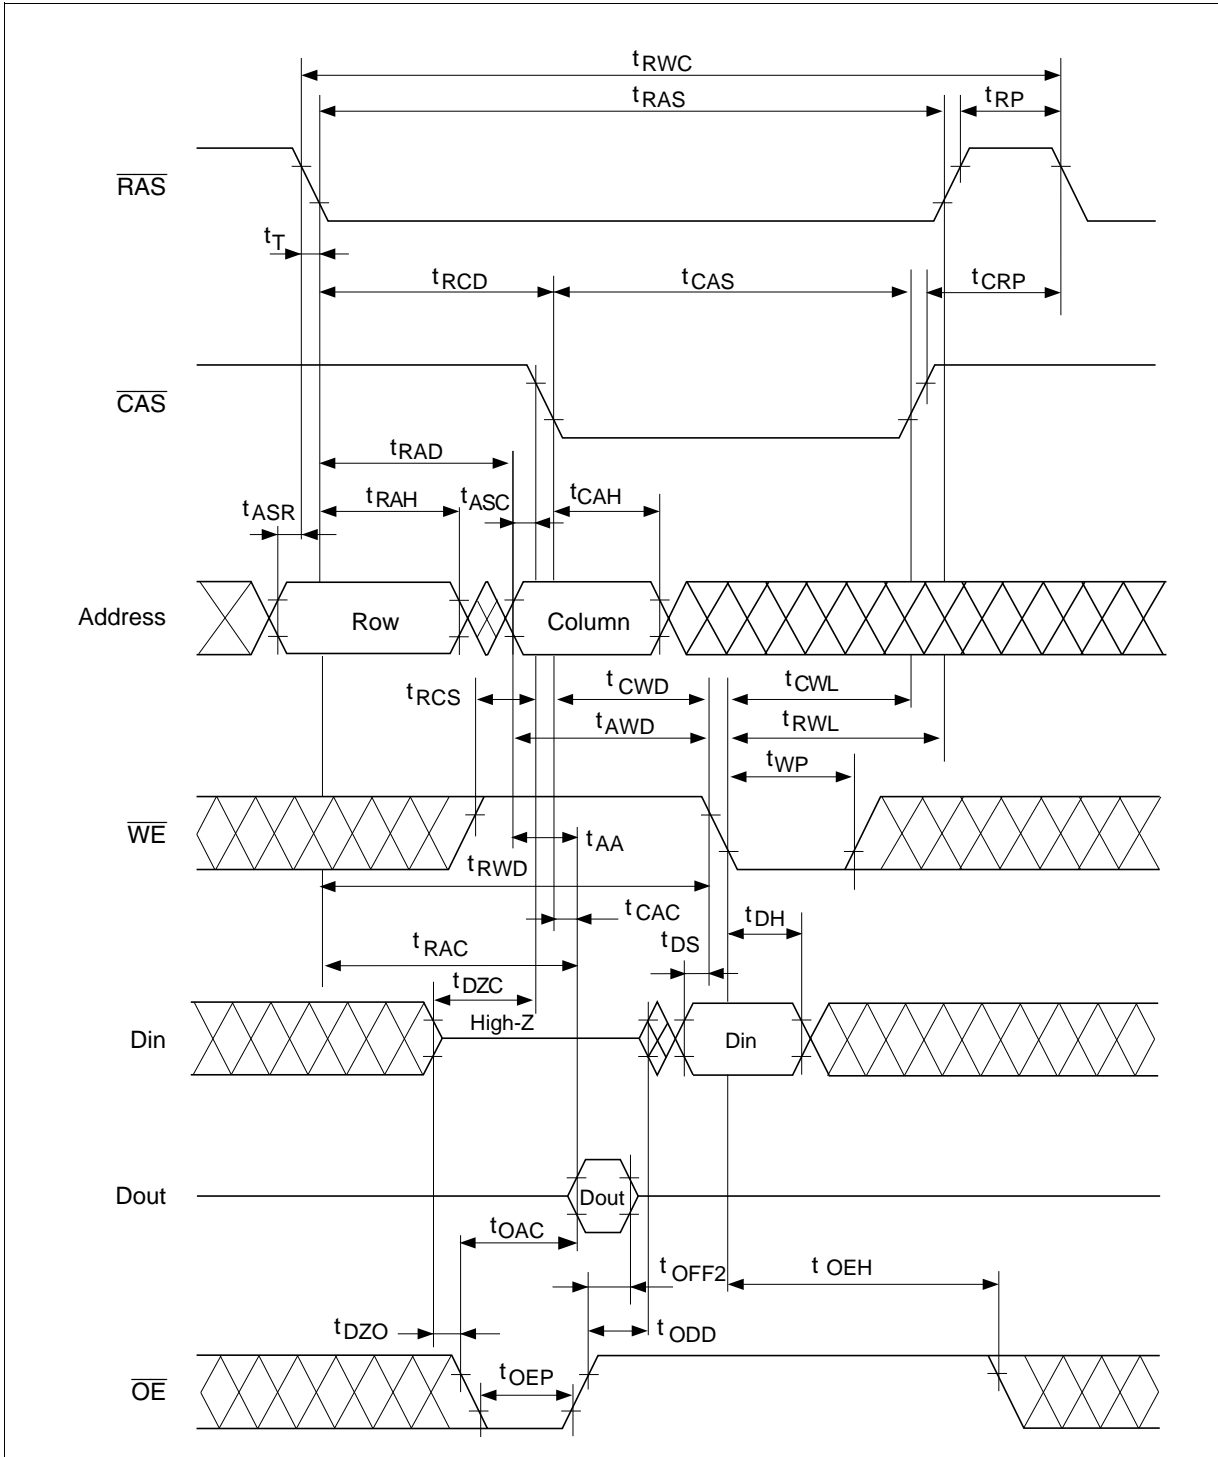 tRWC
tRAS
tRP
RAS
tT
tRCD
tCAS
tCRP
CAS
tRAD
tASR
tRAH
tASC
tCAH
Address
Row
Column
tRCS
tCWD
tCWL
tAWD
tRWL
tWP
WE
tAA
tRWD
tCAC
tDH
tRAC
tDS
tDZC
High-Z
Din
Din
Dout
Dout
tOAC
tOFF2
tOEH
tDZO
tODD
tOEP
OE